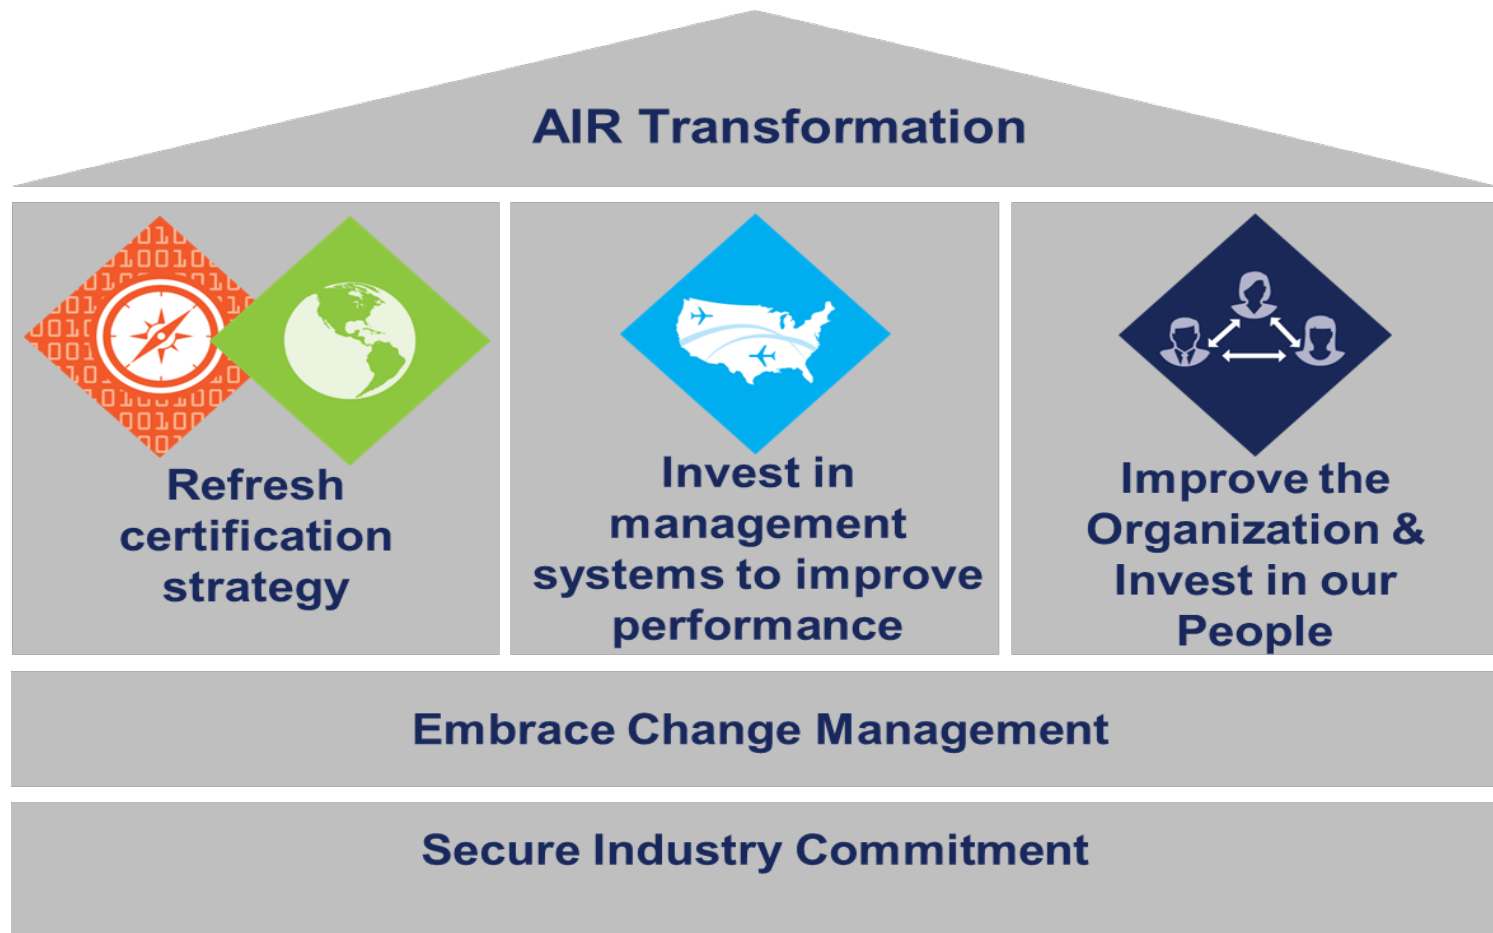 AIR Transformation
Refresh
certification
strategy
Invest in
management
systems to improve
performance
Improve the
Organization &
Invest in our
People
Embrace Change Management
Secure Industry Commitment